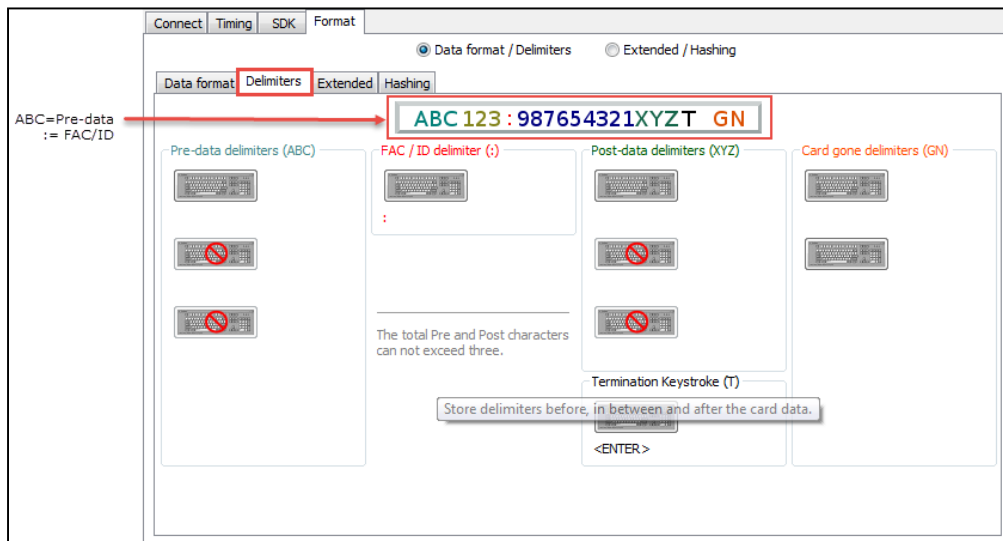 Connect Timing SDK Format
Data format / Delimiters Extended / Hashing
Data format Delimiters Extended Hashing
ABC=Pre-data
:= FAC/ID
ABC 123:987654321XYZT GN
Pre-data delimiters (ABC)
FAC / ID delimiter (:)
:
The total Pre and Post characters
can not exceed three.
Post-data delimiters (XYZ)
Termination Keystroke (T)
Store delimiters before, in between and after the card data.
<ENTER>
Card gone delimiters (GN)